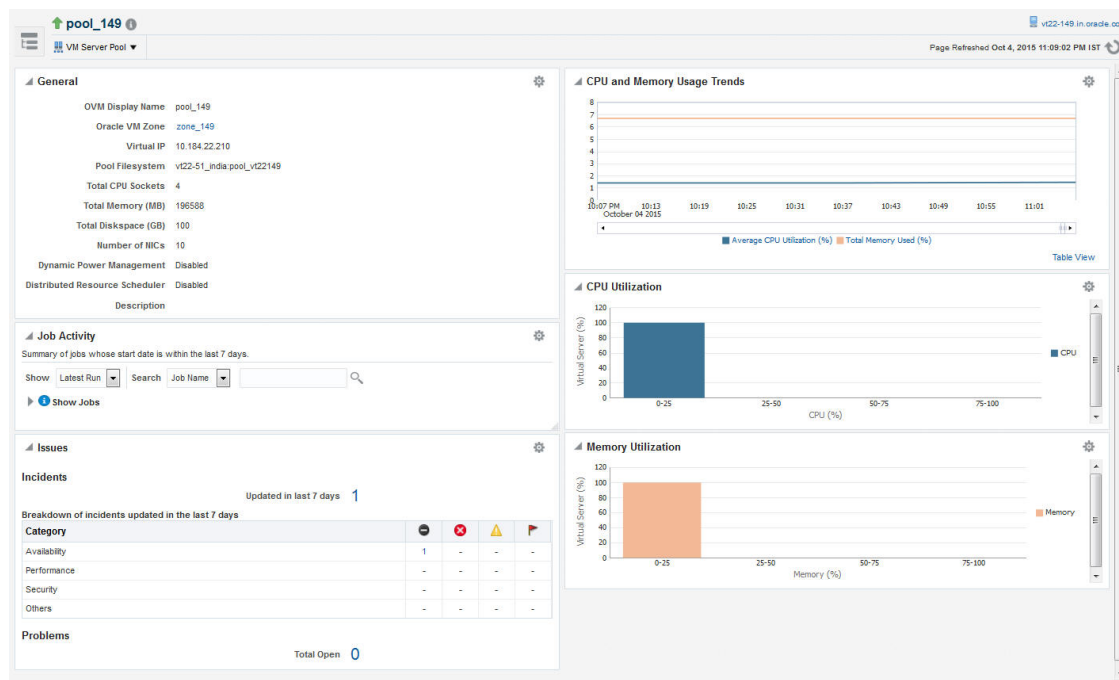 pool_149
vt22-149.in.oracle.co
VM Server Pool
Page Refreshed Oct 4, 2015 11:09:02 PM IST
General
OVM Display Name pool_149
Oracle VM Zone zone_149
Virtual IP 10.184.22.210
Pool Filesystem vt22-51_india:pool_vt22149
Total CPU Sockets 4
Total Memory (MB) 196588
Total Diskspace (GB) 100
Number of NICs 10
Dynamic Power Management Disabled
Distributed Resource Scheduler Disabled
Description
Job Activity
Summary of jobs whose start date is within the last 7 days.
Show Latest Run Search Job Name
Show Jobs
Issues
Incidents
Updated in last 7 days 1
Breakdown of incidents updated in the last 7 days
Category
Availability 1 - - -
Performance - - - -
Security - - - -
Others - - - -
Problems
Total Open 0
CPU and Memory Usage Trends
8
7
6
5
4
3
2
1
0
10:07 PM 10:13 10:19 10:25 10:31 10:37 10:43 10:49 10:55 11:01
October 04 2015
Average CPU Utilization (%) Total Memory Used (%)
Table View
CPU Utilization
120
100
80
60
40
20
0
Virtual Server (%)
0-25 25-50 50-75 75-100
CPU (%)
CPU
Memory Utilization
120
100
80
60
40
20
0
Virtual Server (%)
0-25 25-50 50-75 75-100
Memory (%)
Memory